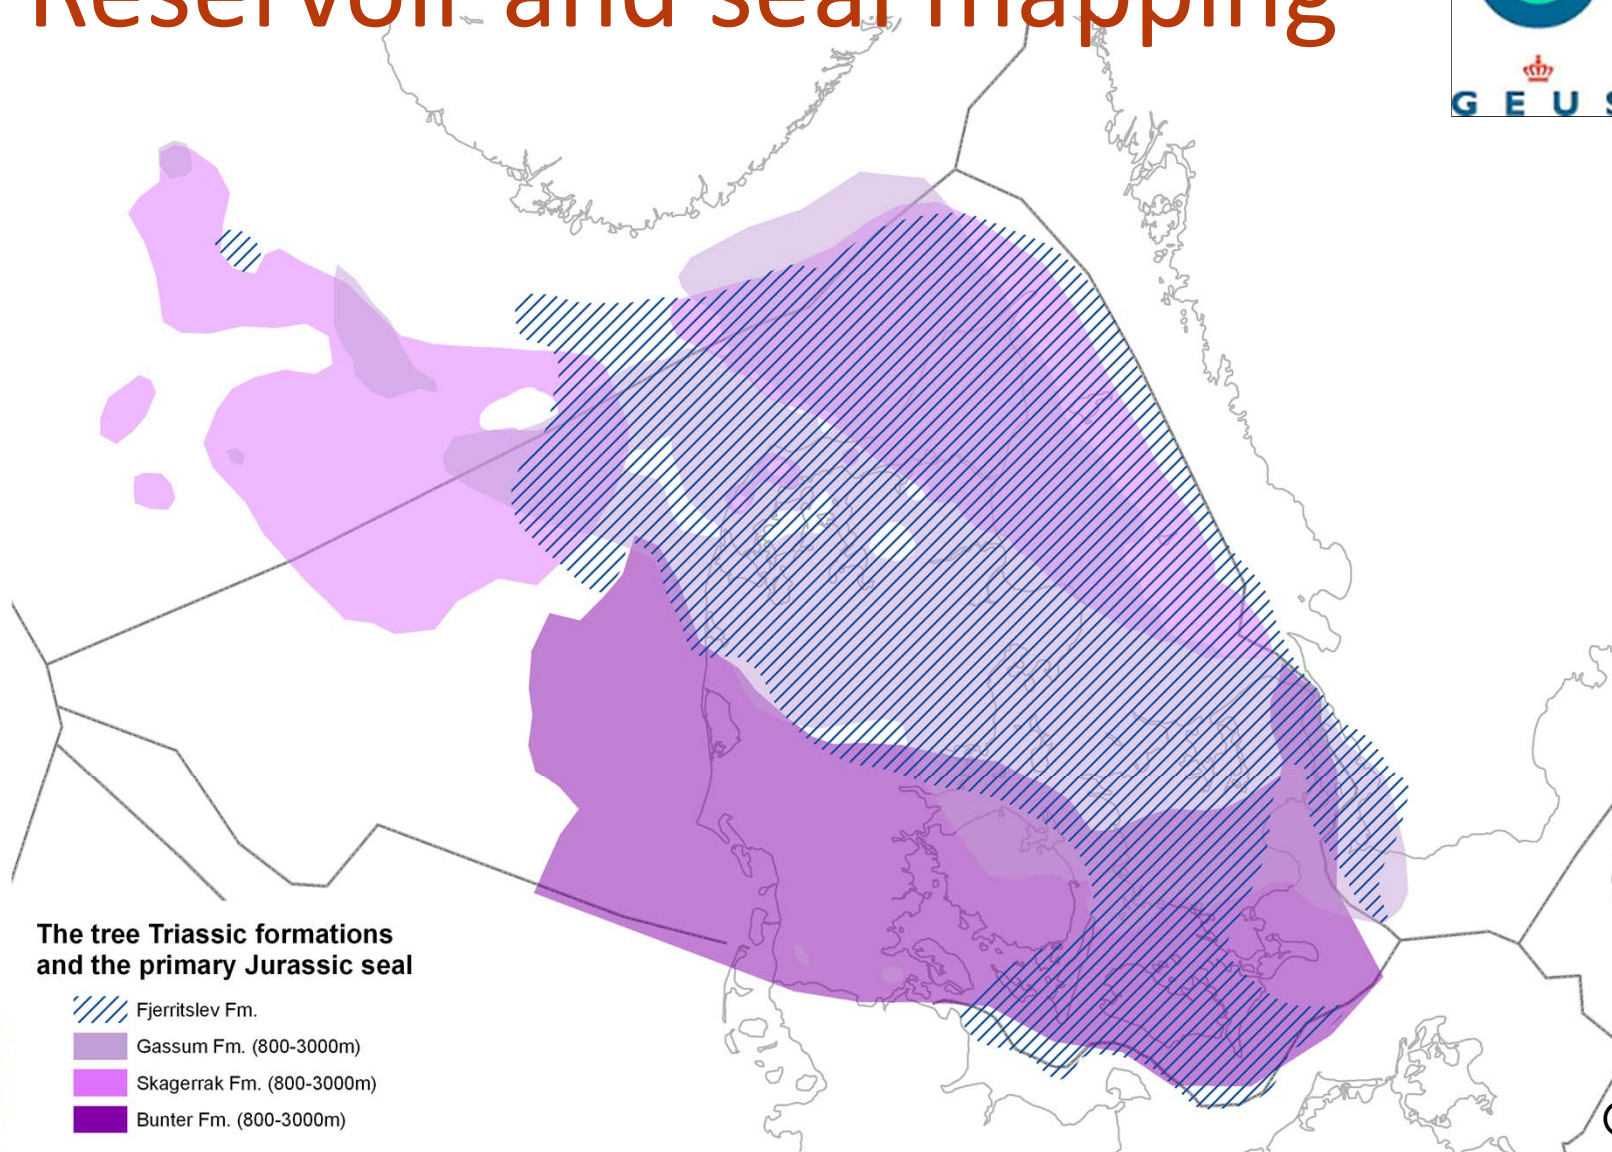 Reservoir and seal mapping
G E U S
The tree Triassic formations
and the primary Jurassic seal
Fjerritslev Fm.
Gassum Fm. (800-3000m)
Skagerrak Fm. (800-3000m)
Bunter Fm. (800-3000m)